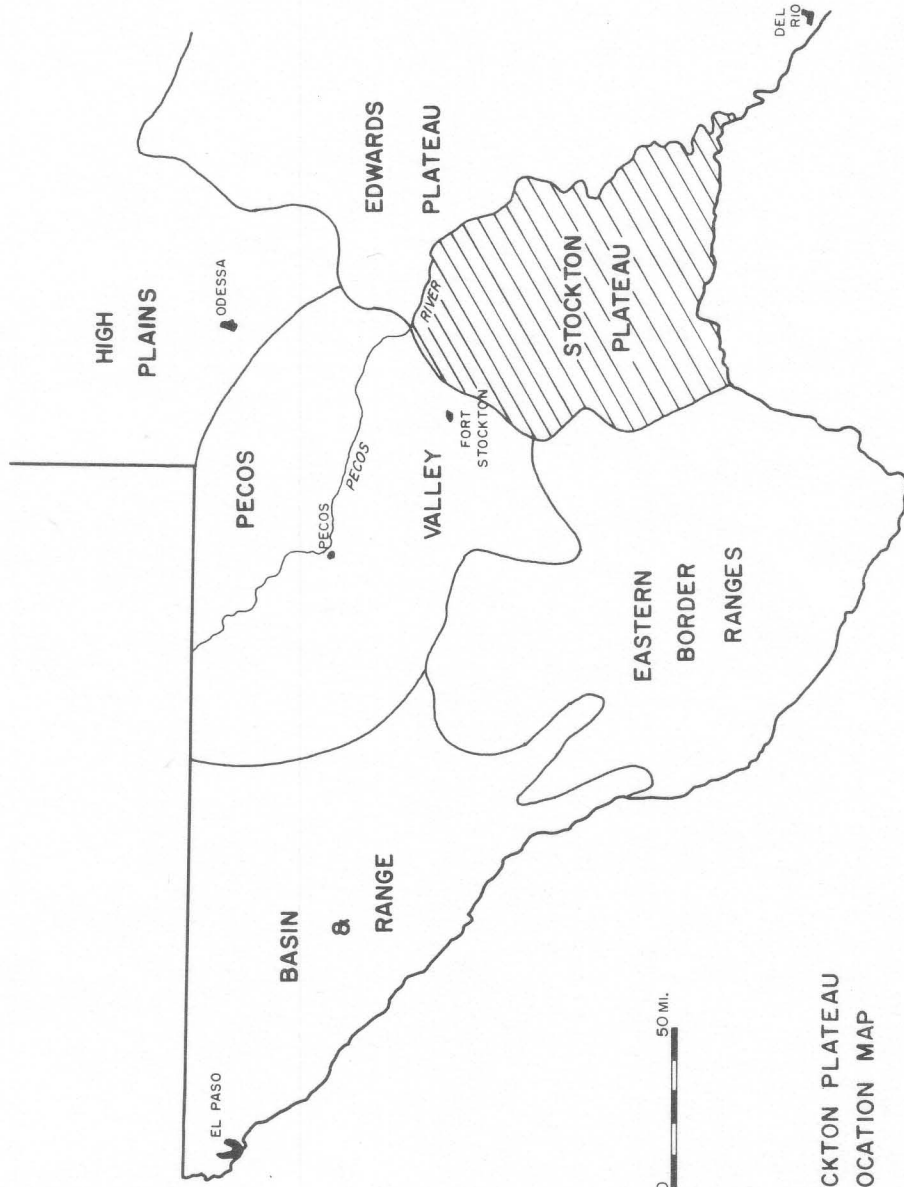 HIGH
PLAINS
ODESSA
EL PASO
PECOS
PECOS
PECOS
RIVER
EDWARDS
PLATEAU
BASIN
&
RANGE
VALLEY
FORT
STOCKTON
STOCKTON
PLATEAU
EASTERN
BORDER
RANGES
DEL
RIO
50 MI.
CKTON PLATEAU
OCATION MAP